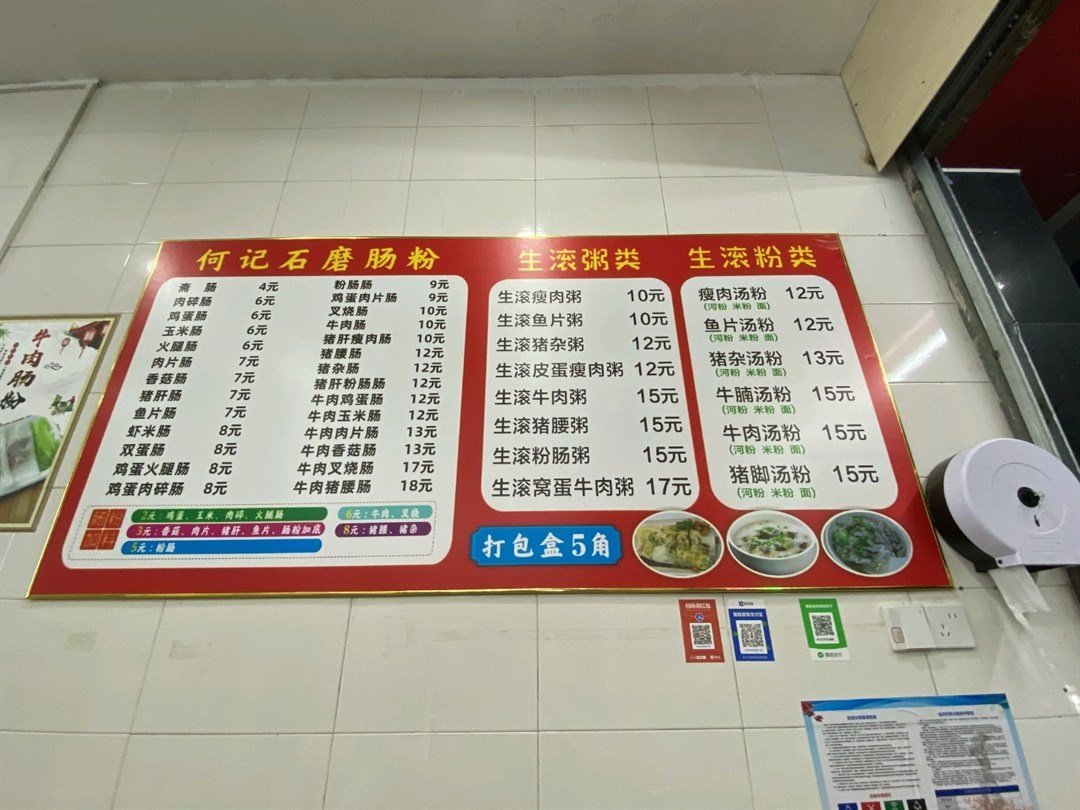 何记石磨肠粉
斋 肠 4元
肉碎肠 6元
鸡蛋肠 6元
玉米肠 6元
火腿肠 6元
肉片肠 7元
香菇肠 7元
猪肝肠 7元
鱼片肠 7元
虾米肠 8元
双蛋肠 8元
鸡蛋火腿肠 8元
鸡蛋肉碎肠 8元
粉肠肠 9元
鸡蛋肉片肠 9元
叉烧肠 10元
牛肉肠 10元
猪肝瘦肉肠 10元
猪腰肠 12元
猪杂肠 12元
猪肝粉肠肠 12元
牛肉鸡蛋肠 12元
牛肉玉米肠 12元
牛肉肉片肠 13元
牛肉香菇肠 13元
牛肉叉烧肠 17元
牛肉猪腰肠 18元
2元：鸡蛋、玉米、肉碎、火腿肠
6元：牛肉、叉烧
3元：香菇、肉片、猪肝、鱼片、肠粉加底
8元：猪腰、猪杂
5元：粉肠
生滚粥类
生滚瘦肉粥 10元
生滚鱼片粥 10元
生滚猪杂粥 12元
生滚皮蛋瘦肉粥 12元
生滚牛肉粥 15元
生滚猪腰粥 15元
生滚粉肠粥 15元
生滚窝蛋牛肉粥 17元
打包盒5角
生滚粉类
瘦肉汤粉 12元
(河粉 米粉 面)
鱼片汤粉 12元
(河粉 米粉 面)
猪杂汤粉 13元
(河粉 米粉 面)
牛腩汤粉 15元
(河粉 米粉 面)
牛肉汤粉 15元
(河粉 米粉 面)
猪脚汤粉 15元
(河粉 米粉 面)
牛肉肠粉